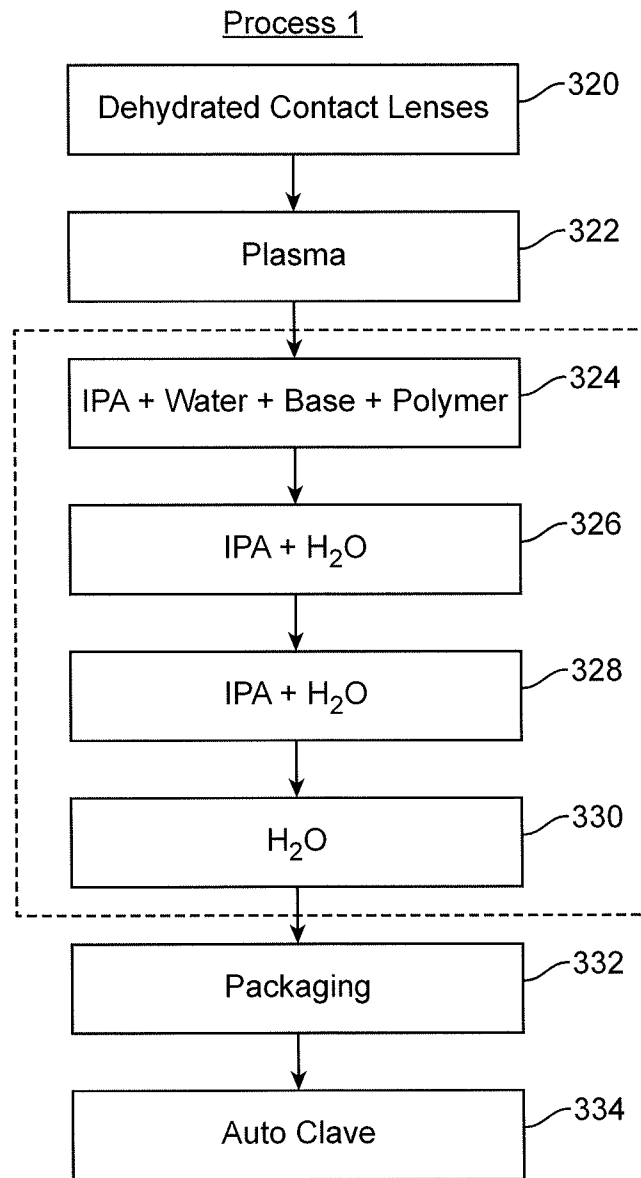 Process 1
Dehydrated Contact Lenses
320
Plasma
322
IPA + Water + Base + Polymer
324
IPA + H₂O
326
IPA + H₂O
328
H₂O
330
Packaging
332
Auto Clave
334